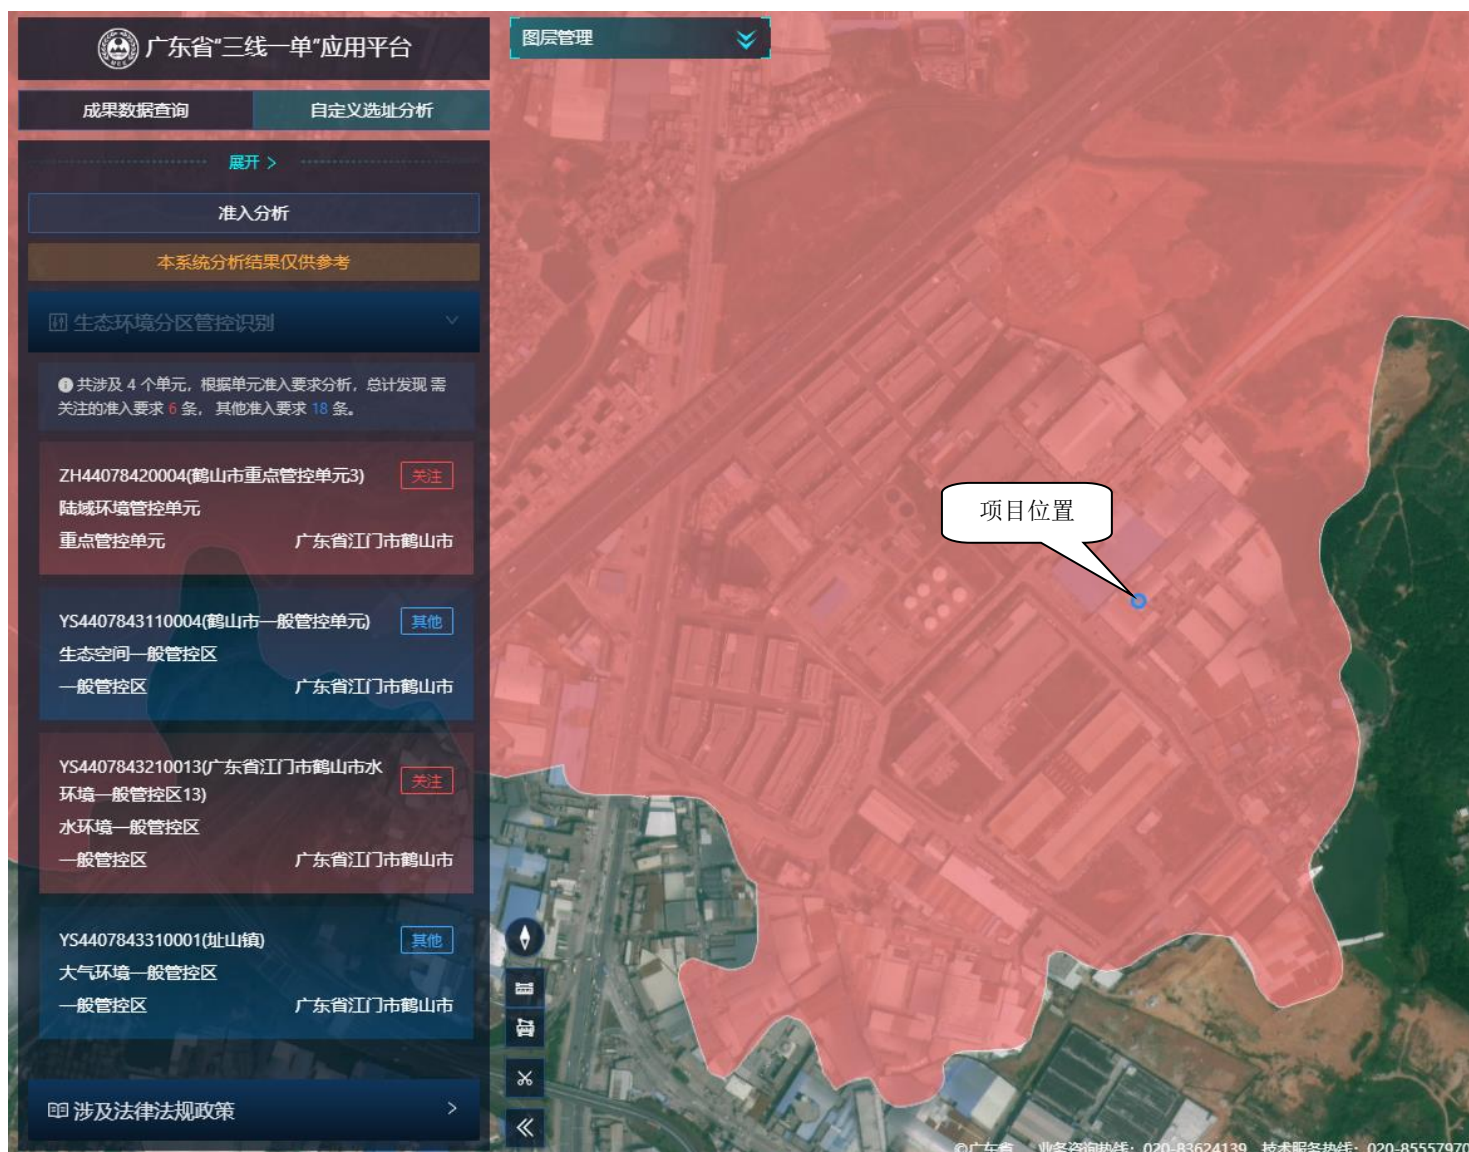 广东省"三线一单"应用平台
图层管理
成果数据查询
自定义选址分析
展开 >
准入分析
本系统分析结果仅供参考
生态环境分区管控识别
共涉及 4 个单元，根据单元准入要求分析，总计发现 需
关注的准入要求 6 条， 其他准入要求 18 条。
ZH44078420004(鹤山市重点管控单元3)
关注
陆域环境管控单元
重点管控单元
广东省江门市鹤山市
YS4407843110004(鹤山市一般管控单元)
其他
生态空间一般管控区
一般管控区
广东省江门市鹤山市
YS4407843210013(广东省江门市鹤山市水
环境一般管控区13)
关注
水环境一般管控区
一般管控区
广东省江门市鹤山市
YS4407843310001(址山镇)
其他
大气环境一般管控区
一般管控区
广东省江门市鹤山市
涉及法律法规政策
项目位置
©广东省 业务咨询热线：020-83624139 技术服务热线：020-85557970